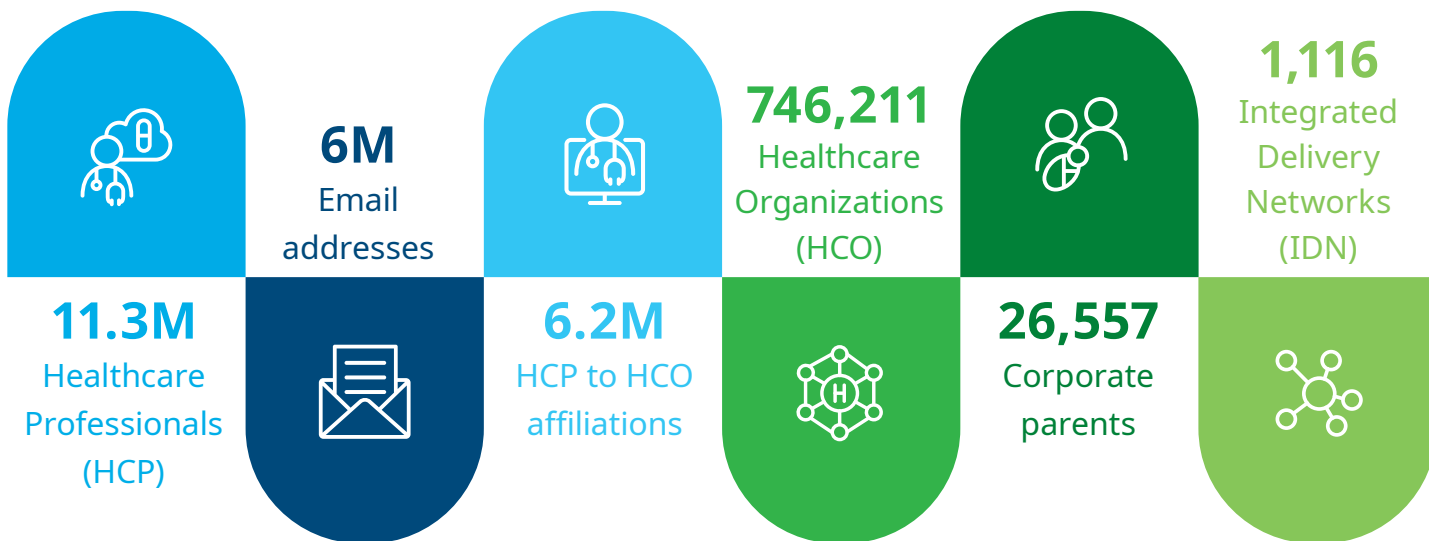 11.3M
Healthcare
Professionals
(HCP)
6M
Email
addresses
6.2M
HCP to HCO
affiliations
746,211
Healthcare
Organizations
(HCO)
H
26,557
Corporate
parents
1,116
Integrated
Delivery
Networks
(IDN)